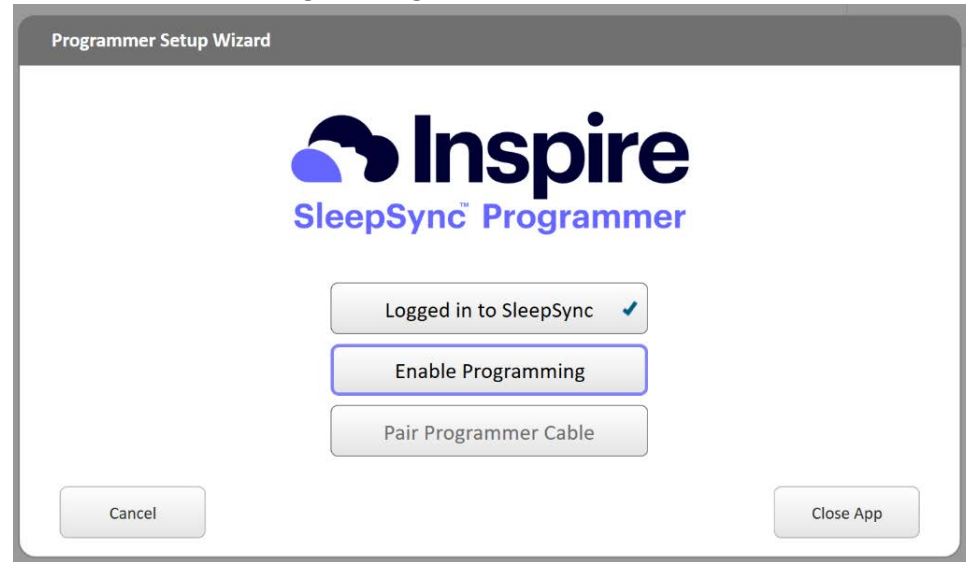 Programmer Setup Wizard
Inspire
SleepSync™ Programmer
Logged in to SleepSync
Enable Programming
Pair Programmer Cable
Cancel
Close App